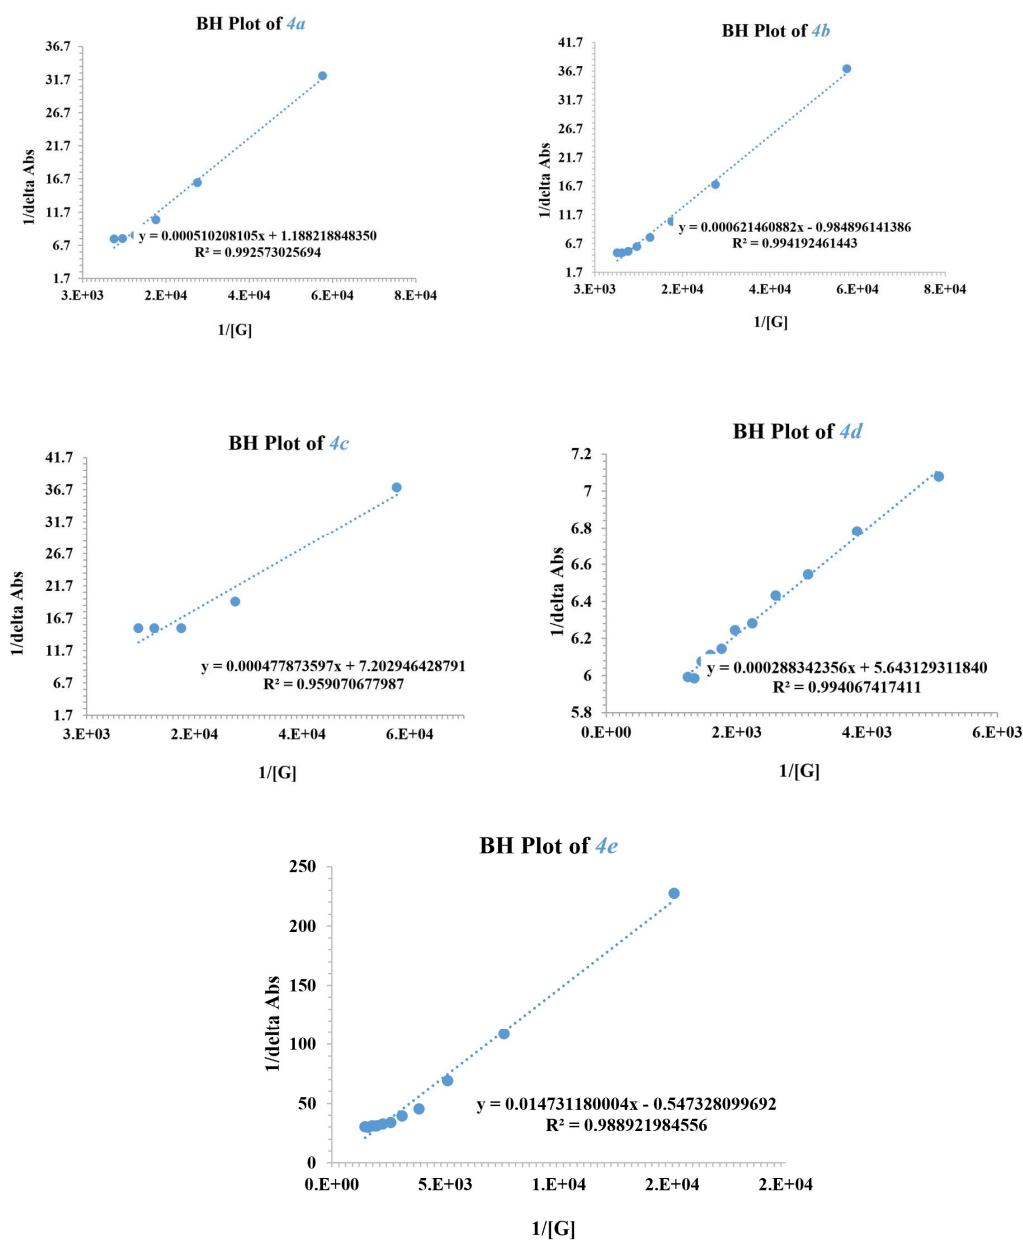 BH Plot of 4a
36.7
31.7
26.7
21.7
16.7
11.7
6.7
1.7
1/delta Abs
y = 0.000510208105x + 1.188218848350
R² = 0.992573025694
3.E+03 2.E+04 4.E+04 6.E+04 8.E+04
1/[G]
BH Plot of 4b
41.7
36.7
31.7
26.7
21.7
16.7
11.7
6.7
1.7
1/delta Abs
y = 0.000621460882x - 0.984896141386
R² = 0.994192461443
3.E+03 2.E+04 4.E+04 6.E+04 8.E+04
1/[G]
BH Plot of 4c
41.7
36.7
31.7
26.7
21.7
16.7
11.7
6.7
1.7
1/delta Abs
y = 0.000477873597x + 7.202946428791
R² = 0.959070677987
3.E+03 2.E+04 4.E+04 6.E+04
1/[G]
BH Plot of 4d
7.2
7
6.8
6.6
6.4
6.2
6
5.8
1/delta Abs
y = 0.000288342356x + 5.643129311840
R² = 0.994067417411
0.E+00 2.E+03 4.E+03 6.E+03
1/[G]
BH Plot of 4e
250
200
150
100
50
0
1/delta Abs
y = 0.014731180004x - 0.547328099692
R² = 0.988921984556
0.E+00 5.E+03 1.E+04 2.E+04 2.E+04
1/[G]